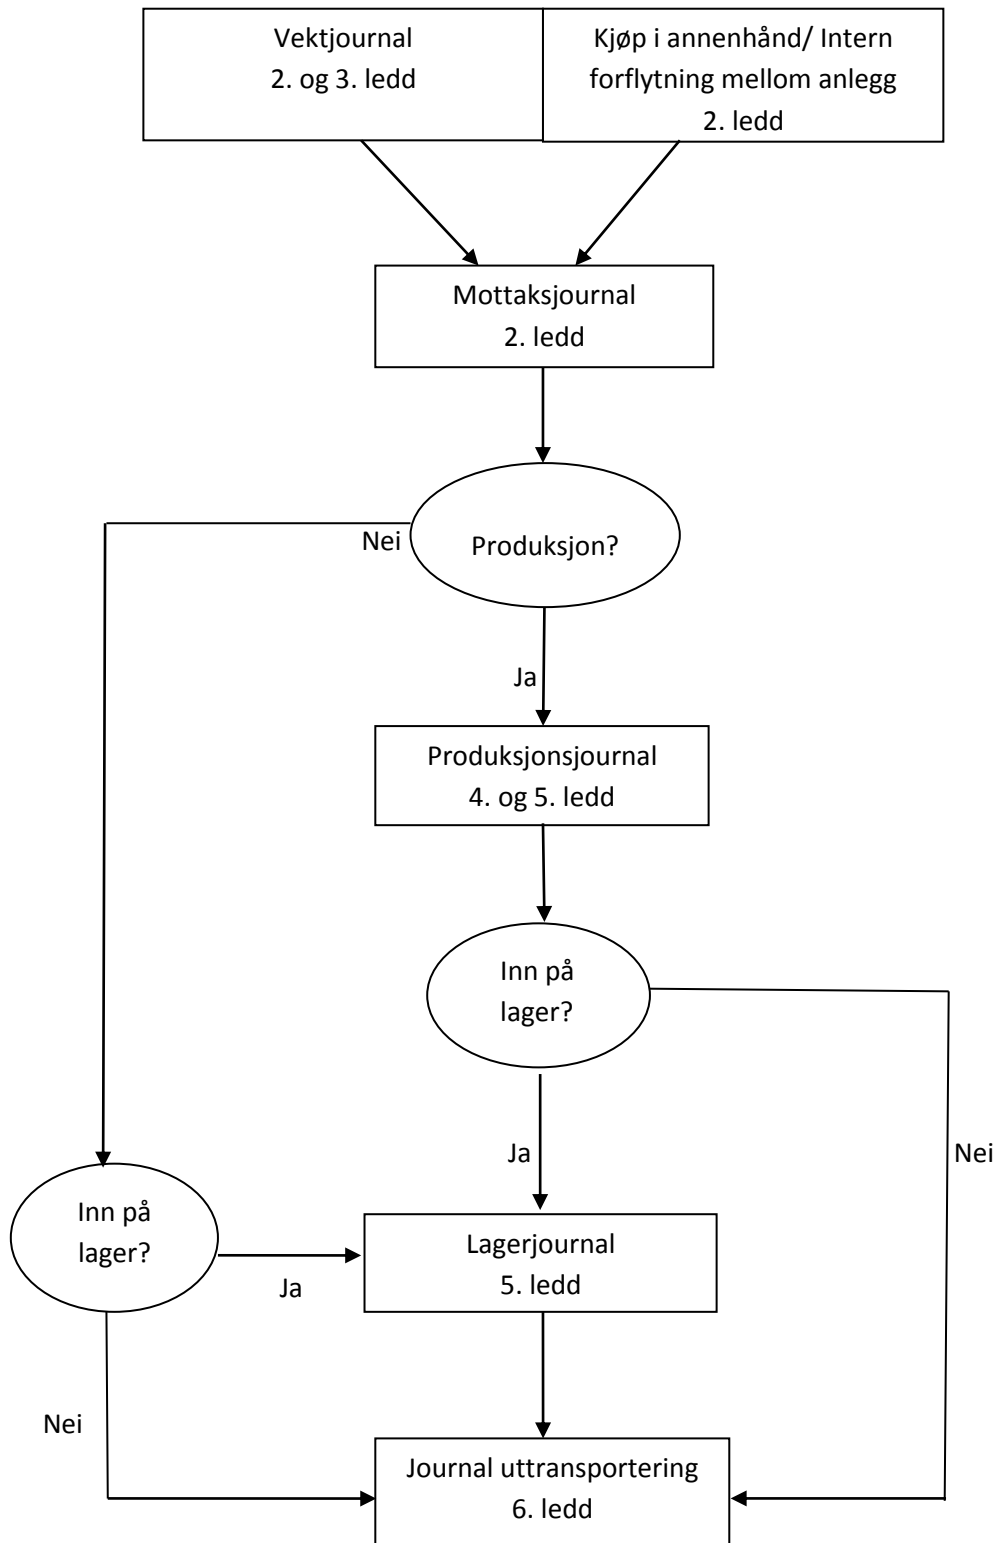 Vektjournal
2. og 3. ledd
Kjøp i annenhånd/ Intern
forflytning mellom anlegg
2. ledd
Mottaksjournal
2. ledd
Nei
Produksjon?
Ja
Produksjonsjournal
4. og 5. ledd
Inn på
lager?
Ja
Nei
Inn på
lager?
Ja
Lagerjournal
5. ledd
Nei
Journal uttransportering
6. ledd